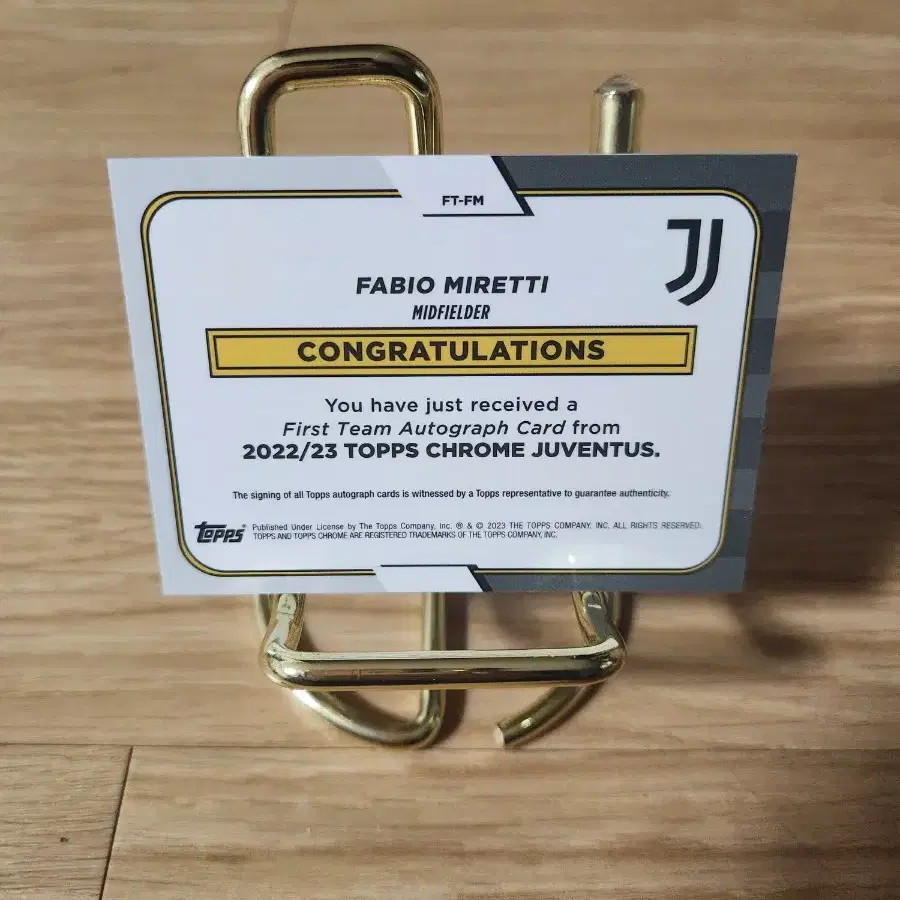 FT-FM
FABIO MIRETTI
MIDFIELDER
CONGRATULATIONS
You have just received a
First Team Autograph Card from
2022/23 TOPPS CHROME JUVENTUS.
The signing of all Topps autograph cards is witnessed by a Topps representative to guarantee authenticity.
topps® Published Under License by The Topps Company, Inc. ® & © 2023 THE TOPPS COMPANY, INC. ALL RIGHTS RESERVED.
TOPPS AND TOPPS CHROME ARE REGISTERED TRADEMARKS OF THE TOPPS COMPANY, INC.